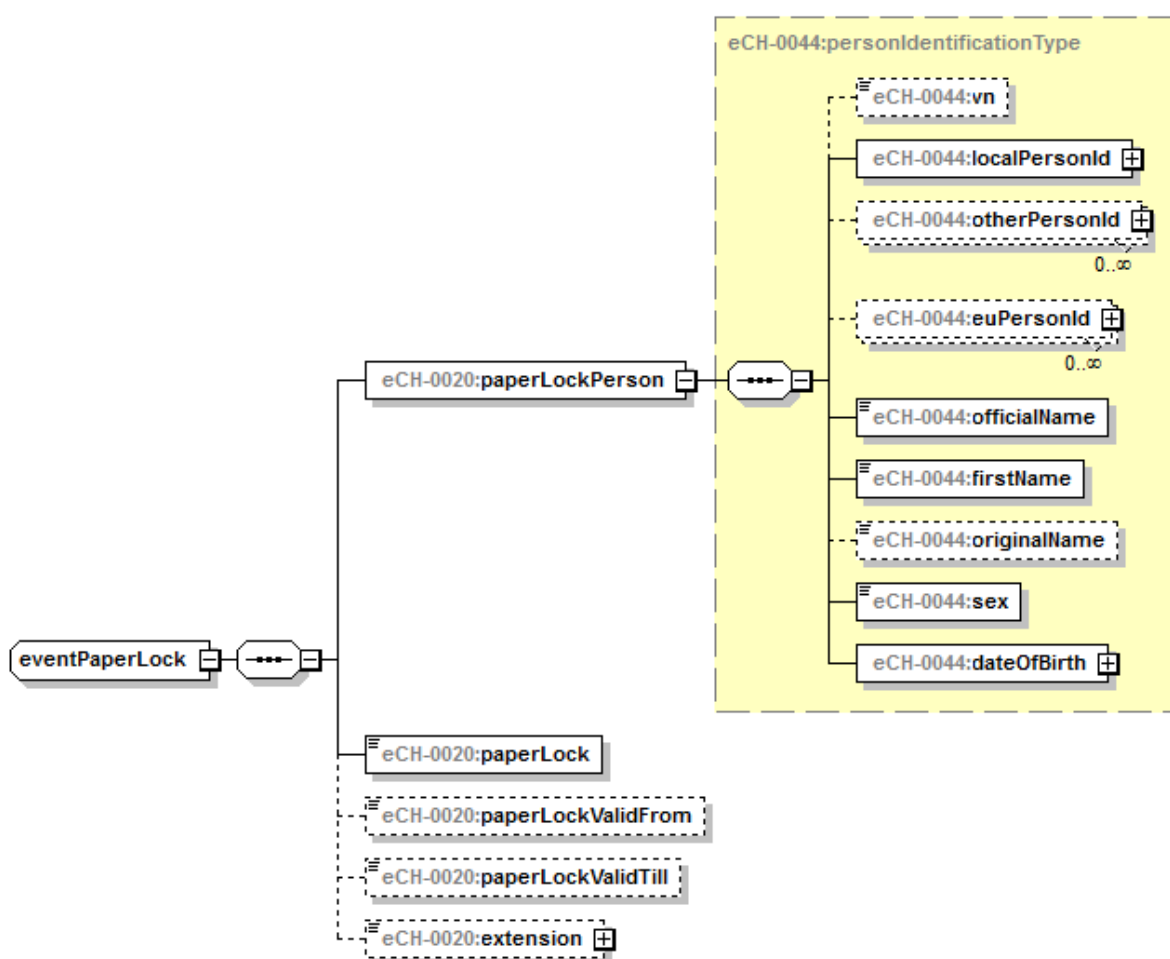 eCH-0044:personIdentificationType
eCH-0044:vn
eCH-0044:localPersonId
eCH-0044:otherPersonId
0..∞
eCH-0044:euPersonId
0..∞
eCH-0020:paperLockPerson
eCH-0044:officialName
eCH-0044:firstName
eCH-0044:originalName
eCH-0044:sex
eCH-0044:dateOfBirth
eventPaperLock
eCH-0020:paperLock
eCH-0020:paperLockValidFrom
eCH-0020:paperLockValidTill
eCH-0020:extension